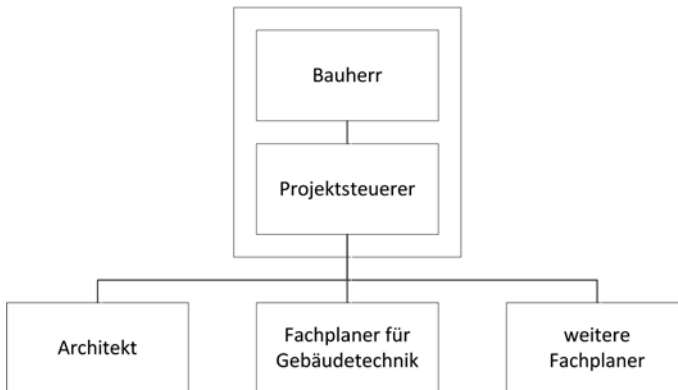 Bauherr
Projektsteuerer
Architekt
Fachplaner für
Gebäudetechnik
weitere
Fachplaner